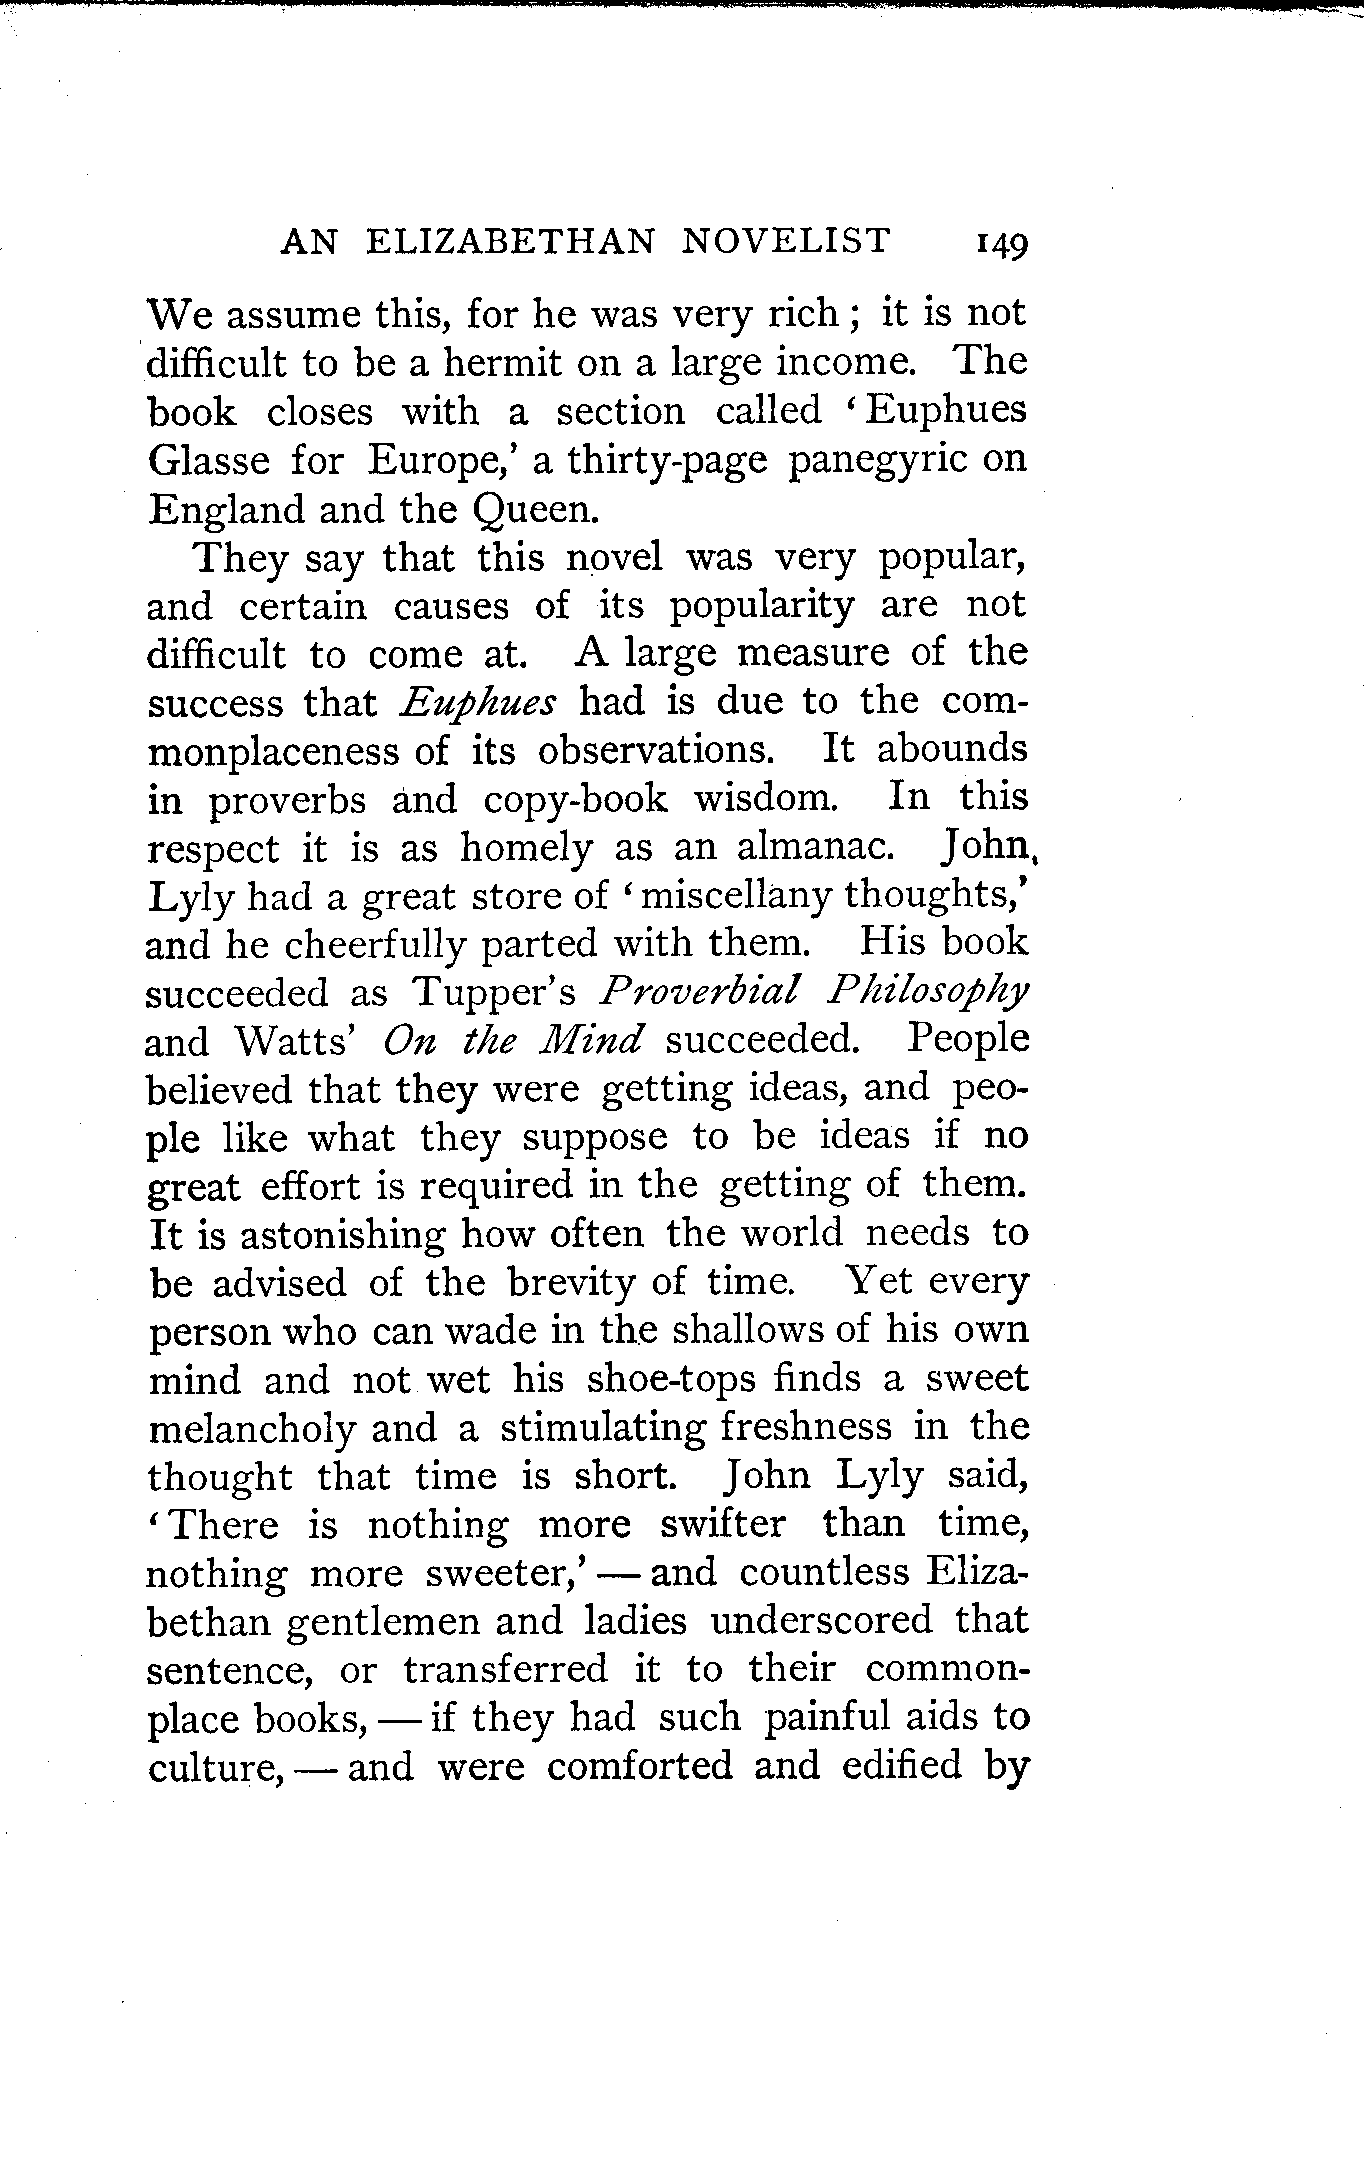 AN ELIZABETHAN NOVELIST 149
We assume this, for he was very rich; it is not
difficult to be a hermit on a large income. The
book closes with a section called ‘Euphues
Glasse for Europe,’ a thirty-page panegyric on
England and the Queen.
They say that this novel was very popular,
and certain causes of its popularity are not
difficult to come at. A large measure of the
success that Euphues had is due to the com-
monplaceness of its observations. It abounds
in proverbs and copy-book wisdom. In this
respect it is as homely as an almanac. John
Lyly had a great store of ‘miscellany thoughts,’
and he cheerfully parted with them. His book
succeeded as Tupper’s Proverbial Philosophy
and Watts’ On the Mind succeeded. People
believed that they were getting ideas, and peo-
ple like what they suppose to be ideas if no
great effort is required in the getting of them.
It is astonishing how often the world needs to
be advised of the brevity of time. Yet every
person who can wade in the shallows of his own
mind and not wet his shoe-tops finds a sweet
melancholy and a stimulating freshness in the
thought that time is short. John Lyly said,
‘There is nothing more swifter than time,
nothing more sweeter,’ — and countless Eliza-
bethan gentlemen and ladies underscored that
sentence, or transferred it to their common-
place books, — if they had such painful aids to
culture, — and were comforted and edified by